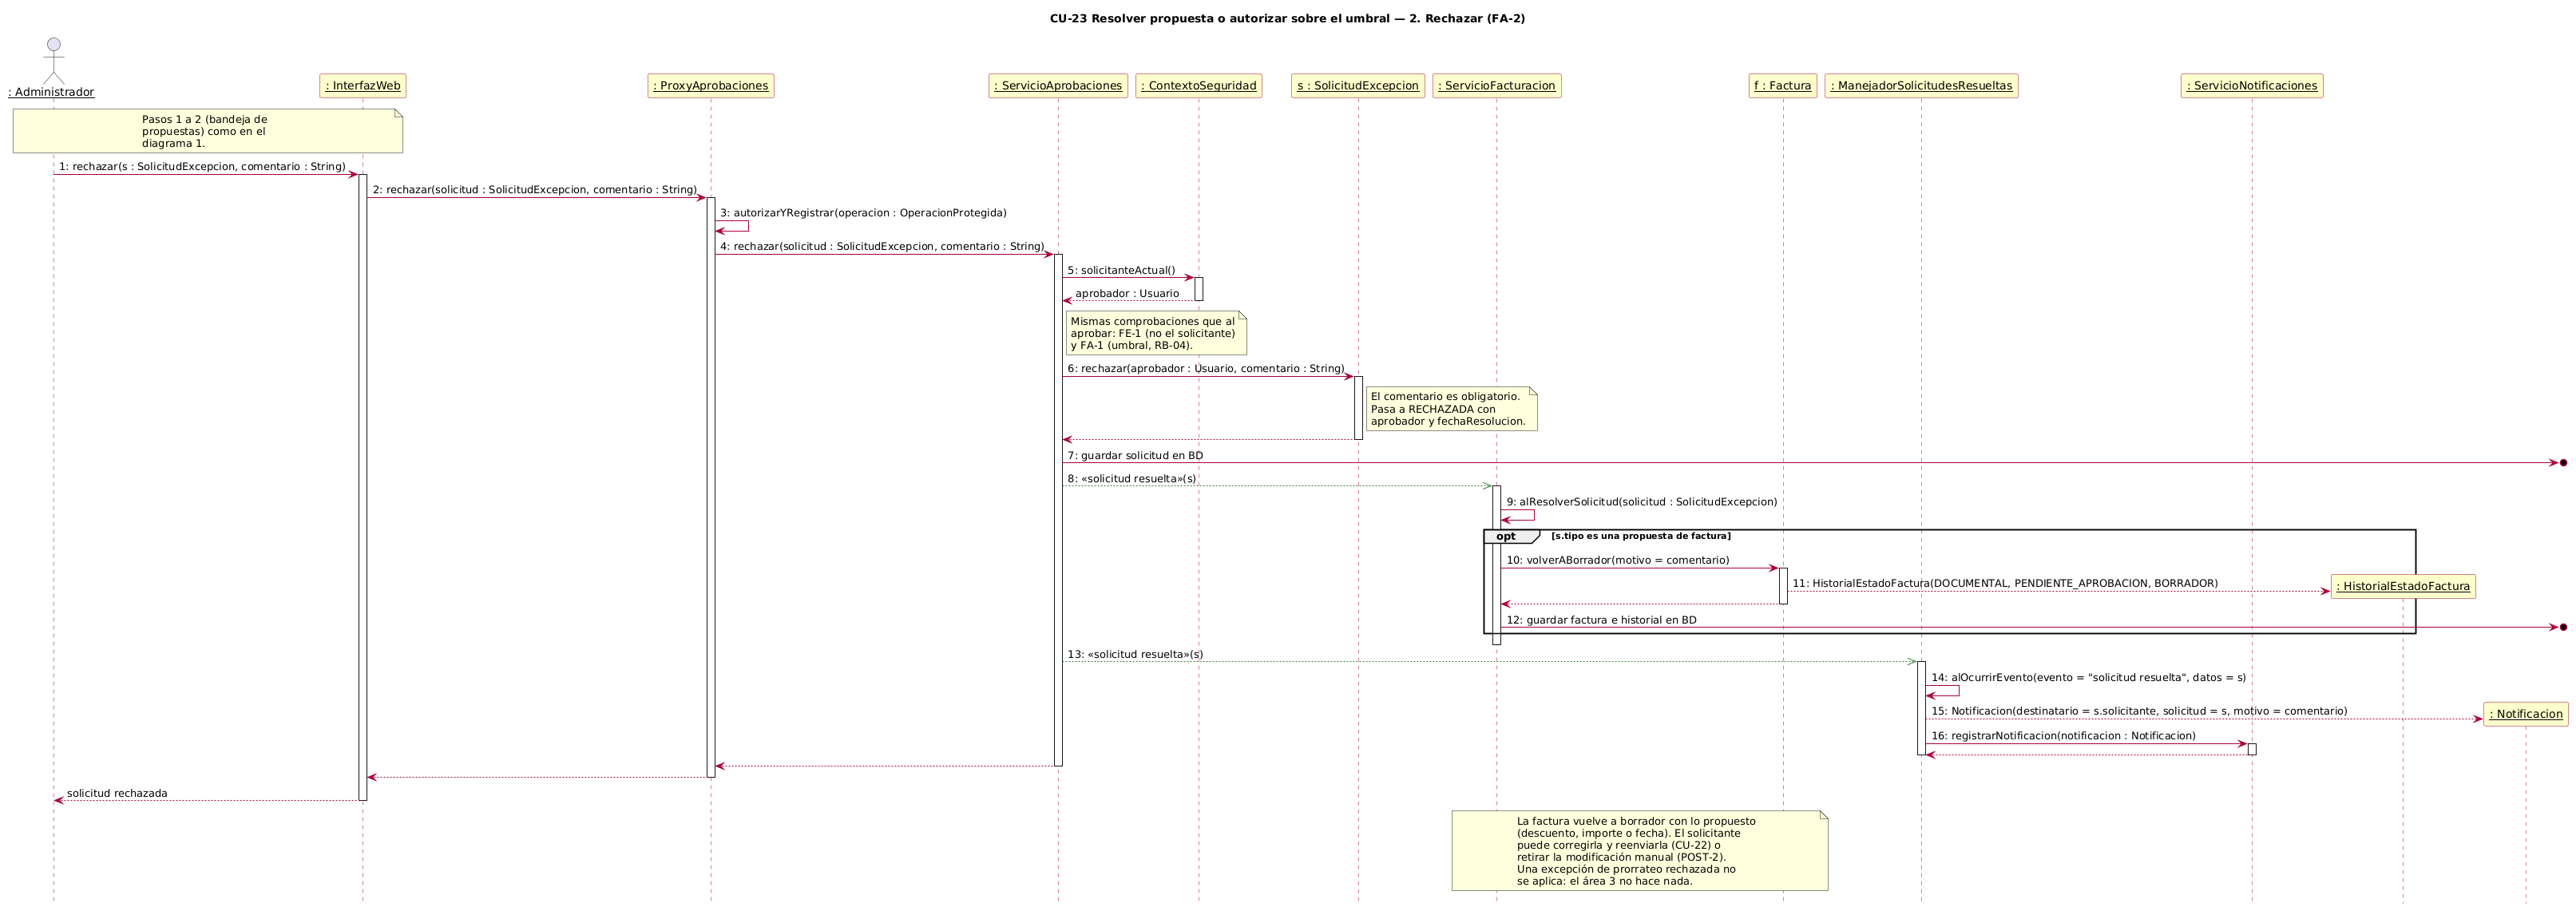 CU-23 Resolver propuesta o autorizar sobre el umbral — 2. Rechazar (FA-2)
: Administrador
: InterfazWeb
: ProxyAprobaciones
: ServicioAprobaciones
: ContextoSeguridad
s : SolicitudExcepcion
: ServicioFacturacion
f : Factura
: ManejadorSolicitudesResueltas
: ServicioNotificaciones
Pasos 1 a 2 (bandeja de
propuestas) como en el
diagrama 1.
1: rechazar(s : SolicitudExcepcion, comentario : String)
2: rechazar(solicitud : SolicitudExcepcion, comentario : String)
3: autorizarYRegistrar(operacion : OperacionProtegida)
4: rechazar(solicitud : SolicitudExcepcion, comentario : String)
5: solicitanteActual()
aprobador : Usuario
Mismas comprobaciones que al
aprobar: FE-1 (no el solicitante)
y FA-1 (umbral, RB-04).
6: rechazar(aprobador : Usuario, comentario : String)
El comentario es obligatorio.
Pasa a RECHAZADA con
aprobador y fechaResolucion.
7: guardar solicitud en BD
8: «solicitud resuelta»(s)
9: alResolverSolicitud(solicitud : SolicitudExcepcion)
opt [s.tipo es una propuesta de factura]
10: volverABorrador(motivo = comentario)
11: HistorialEstadoFactura(DOCUMENTAL, PENDIENTE_APROBACION, BORRADOR)
: HistorialEstadoFactura
12: guardar factura e historial en BD
13: «solicitud resuelta»(s)
14: alOcurrirEvento(evento = "solicitud resuelta", datos = s)
15: Notificacion(destinatario = s.solicitante, solicitud = s, motivo = comentario)
: Notificacion
16: registrarNotificacion(notificacion : Notificacion)
solicitud rechazada
La factura vuelve a borrador con lo propuesto
(descuento, importe o fecha). El solicitante
puede corregirla y reenviarla (CU-22) o
retirar la modificación manual (POST-2).
Una excepción de prorrateo rechazada no
se aplica: el área 3 no hace nada.